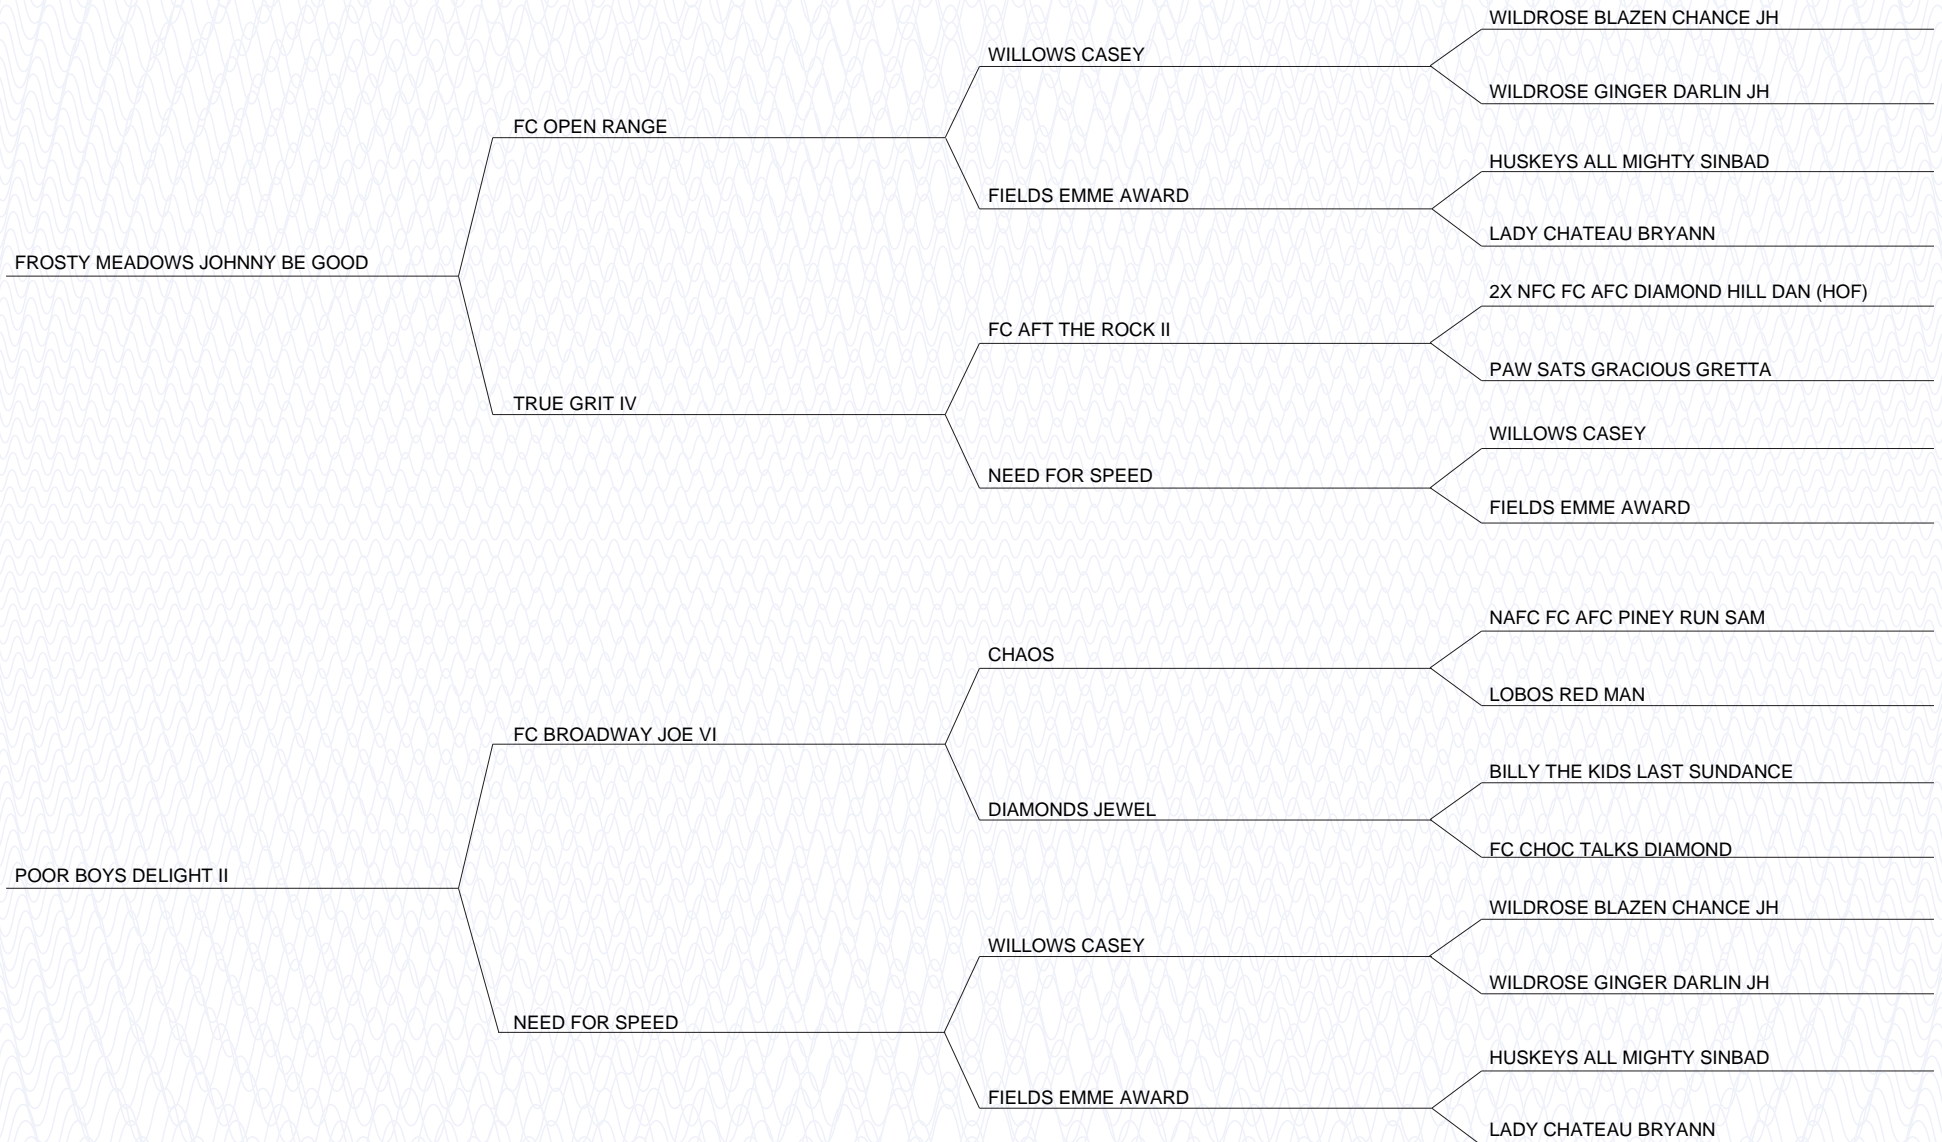 WILDROSE BLAZEN CHANCE JH
WILLOWS CASEY
WILDROSE GINGER DARLIN JH
FC OPEN RANGE
HUSKEYS ALL MIGHTY SINBAD
FIELDS EMME AWARD
LADY CHATEAU BRYANN
FROSTY MEADOWS JOHNNY BE GOOD
2X NFC FC AFC DIAMOND HILL DAN (HOF)
FC AFT THE ROCK II
PAW SATS GRACIOUS GRETTA
TRUE GRIT IV
WILLOWS CASEY
NEED FOR SPEED
FIELDS EMME AWARD
NAFC FC AFC PINEY RUN SAM
CHAOS
LOBOS RED MAN
FC BROADWAY JOE VI
BILLY THE KIDS LAST SUNDANCE
DIAMONDS JEWEL
FC CHOC TALKS DIAMOND
POOR BOYS DELIGHT II
WILDROSE BLAZEN CHANCE JH
WILLOWS CASEY
WILDROSE GINGER DARLIN JH
NEED FOR SPEED
HUSKEYS ALL MIGHTY SINBAD
FIELDS EMME AWARD
LADY CHATEAU BRYANN